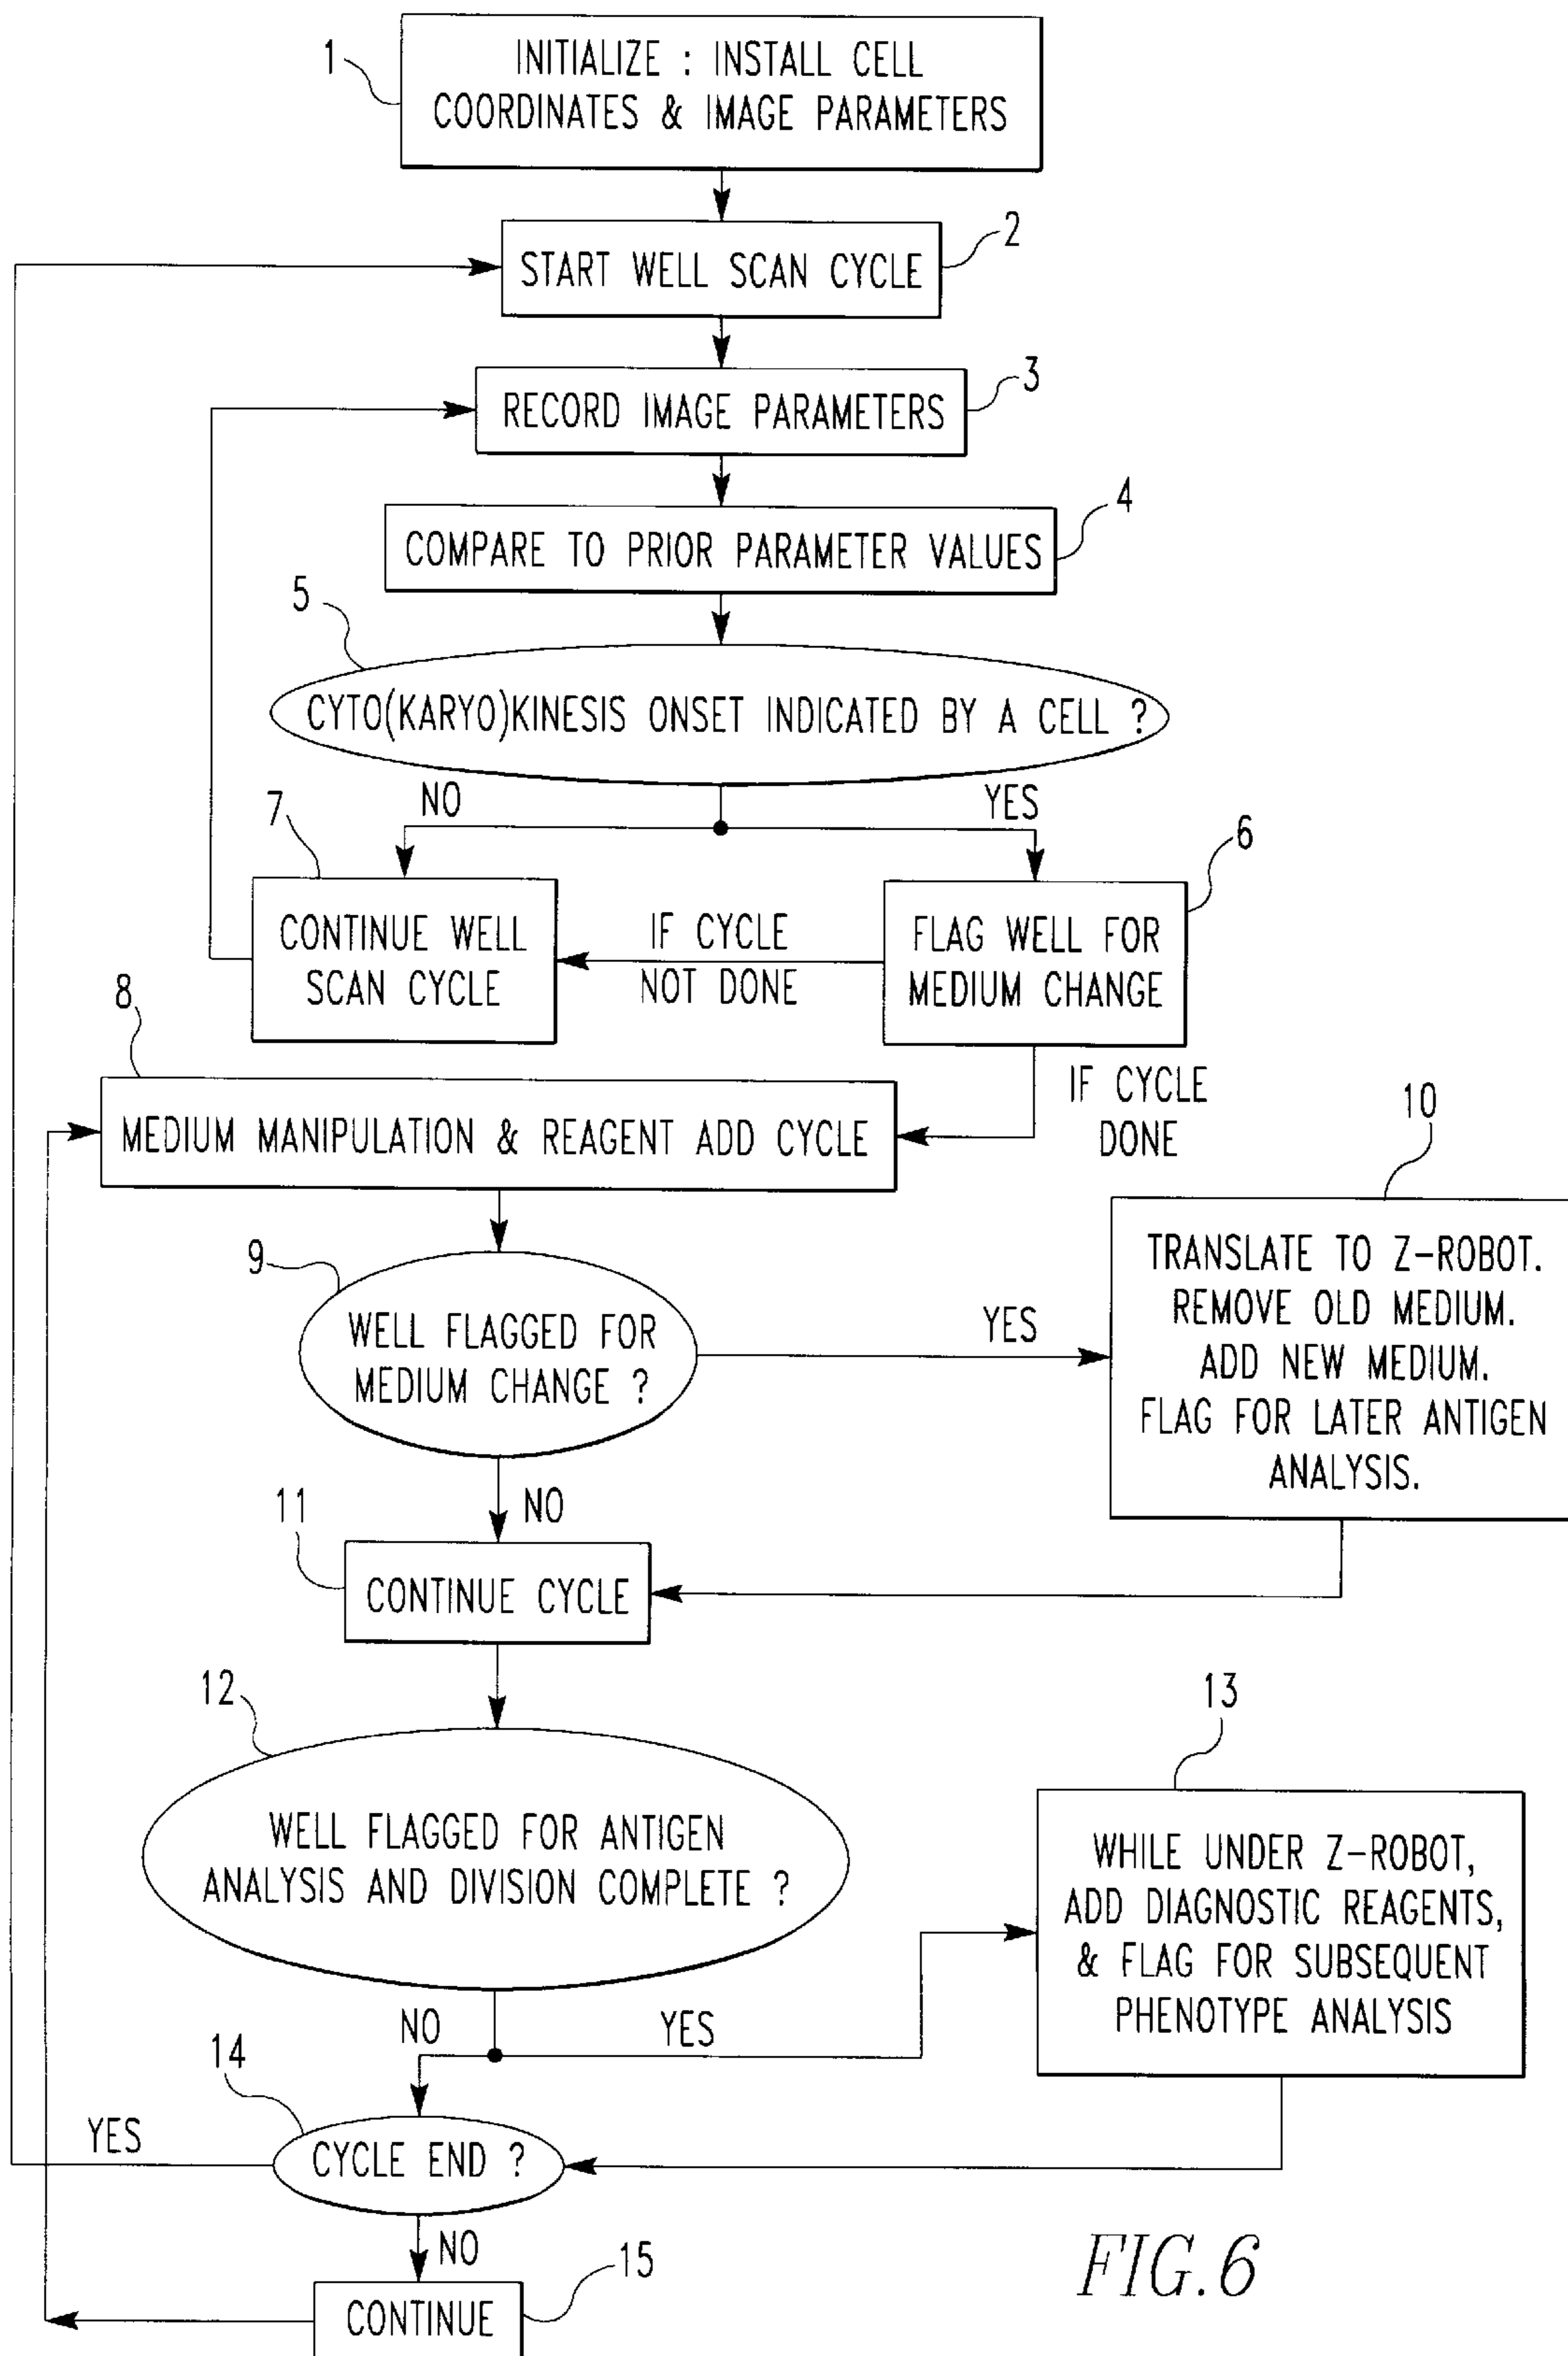 1
INITIALIZE : INSTALL CELL
COORDINATES & IMAGE PARAMETERS
2
START WELL SCAN CYCLE
3
RECORD IMAGE PARAMETERS
4
COMPARE TO PRIOR PARAMETER VALUES
5
CYTO(KARYO)KINESIS ONSET INDICATED BY A CELL ?
NO
YES
7
CONTINUE WELL
SCAN CYCLE
IF CYCLE
NOT DONE
6
FLAG WELL FOR
MEDIUM CHANGE
IF CYCLE
DONE
8
MEDIUM MANIPULATION & REAGENT ADD CYCLE
9
WELL FLAGGED FOR
MEDIUM CHANGE ?
YES
10
TRANSLATE TO Z-ROBOT.
REMOVE OLD MEDIUM.
ADD NEW MEDIUM.
FLAG FOR LATER ANTIGEN
ANALYSIS.
NO
11
CONTINUE CYCLE
12
WELL FLAGGED FOR ANTIGEN
ANALYSIS AND DIVISION COMPLETE ?
NO
YES
13
WHILE UNDER Z-ROBOT,
ADD DIAGNOSTIC REAGENTS,
& FLAG FOR SUBSEQUENT
PHENOTYPE ANALYSIS
14
CYCLE END ?
YES
NO
15
CONTINUE
FIG.6